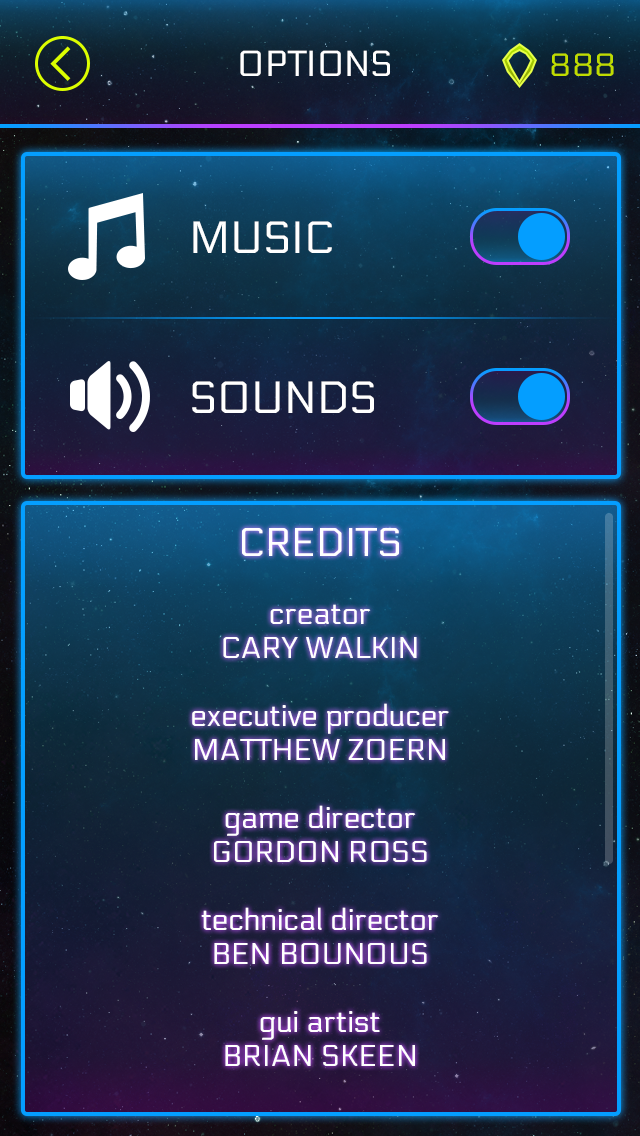 OPTIONS
888
MUSIC
SOUNDS
CREDITS
creator
CARY WALKIN
executive producer
MATTHEW ZOERN
game director
GORDON ROSS
technical director
BEN BOUNOUS
gui artist
BRIAN SKEEN